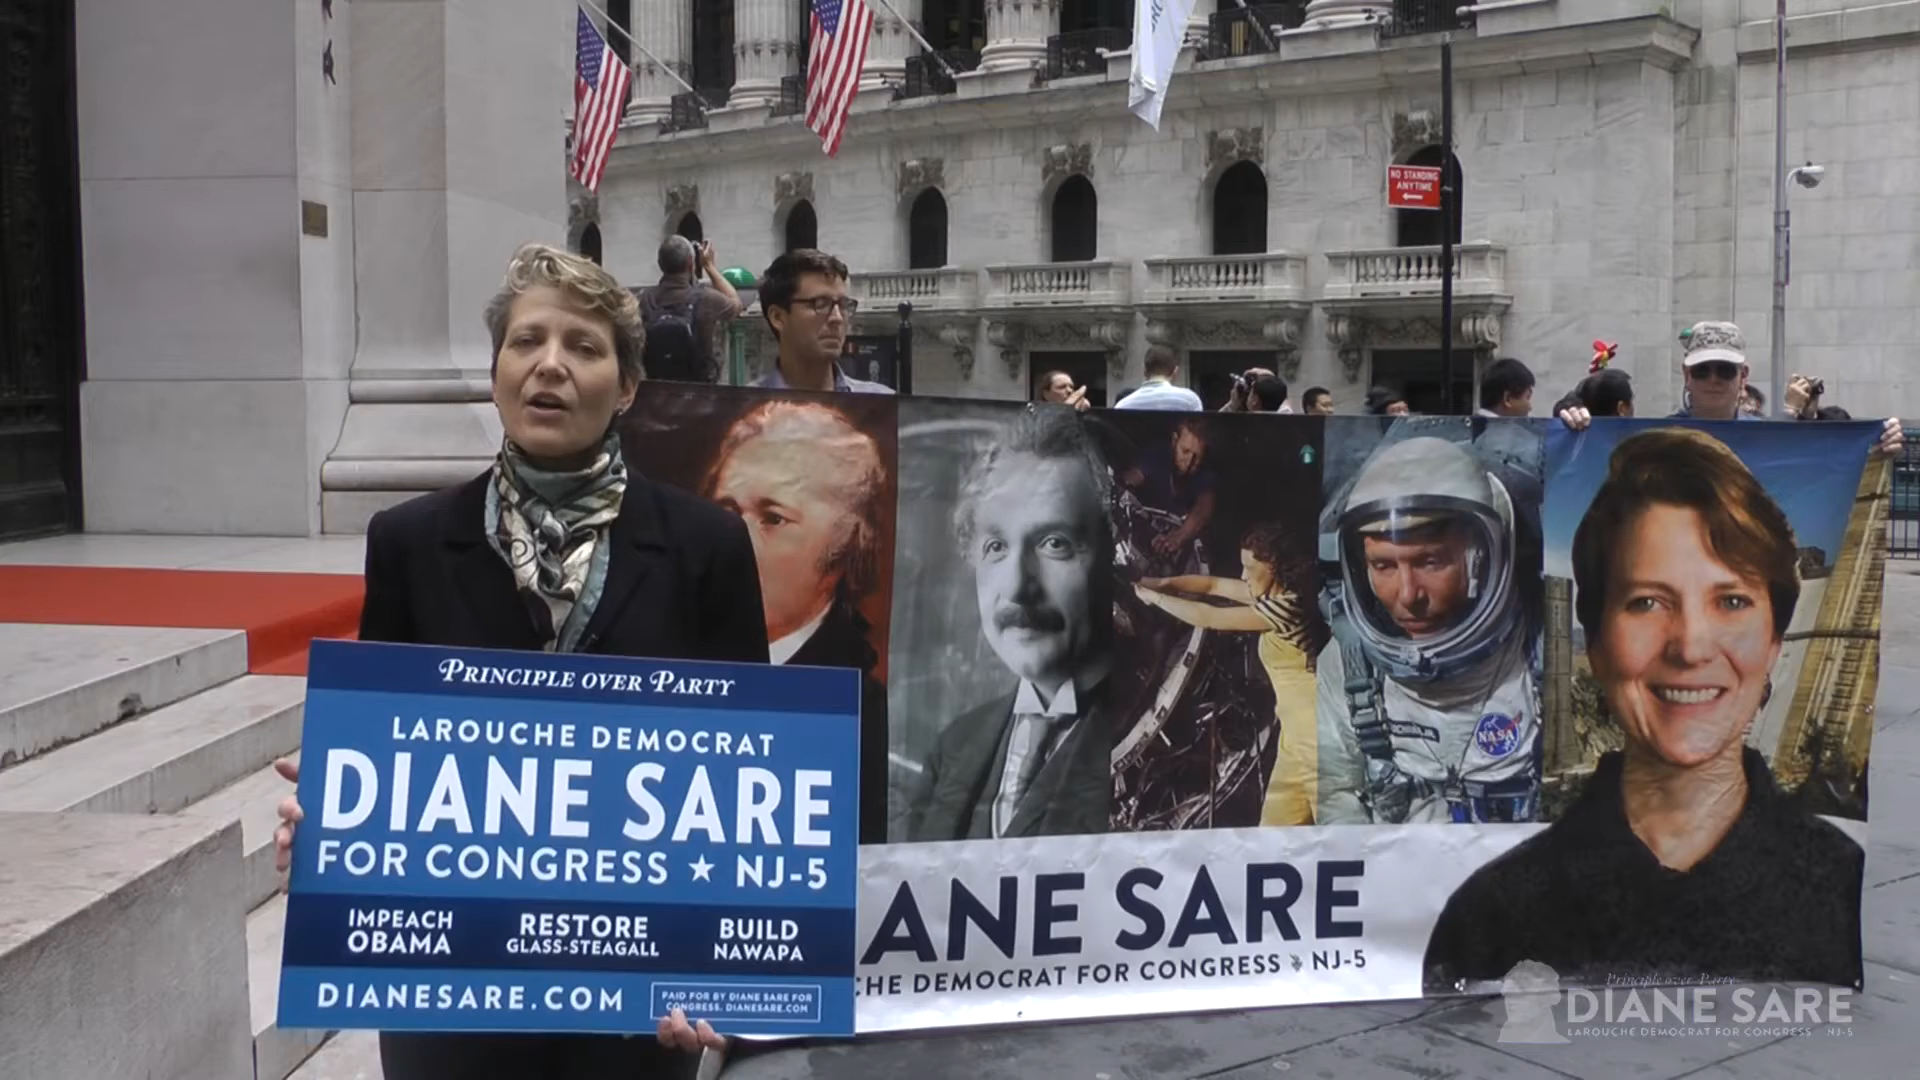 NO STANDING
ANYTIME
PRINCIPLE OVER PARTY
LAROUCHE DEMOCRAT
DIANE SARE
FOR CONGRESS ★ NJ-5
IMPEACH
OBAMA
RESTORE
GLASS-STEAGALL
BUILD
NAWAPA
DIANESARE.COM
PAID FOR BY DIANE SARE FOR
CONGRESS. DIANESARE.COM
NASA
ANE SARE
CHE DEMOCRAT FOR CONGRESS NJ-5
Principle over Party
DIANE SARE
LAROUCHE DEMOCRAT FOR CONGRESS NJ-5